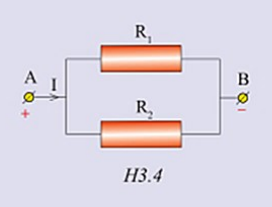 R₁
A I B
+ R₂ −
H3.4